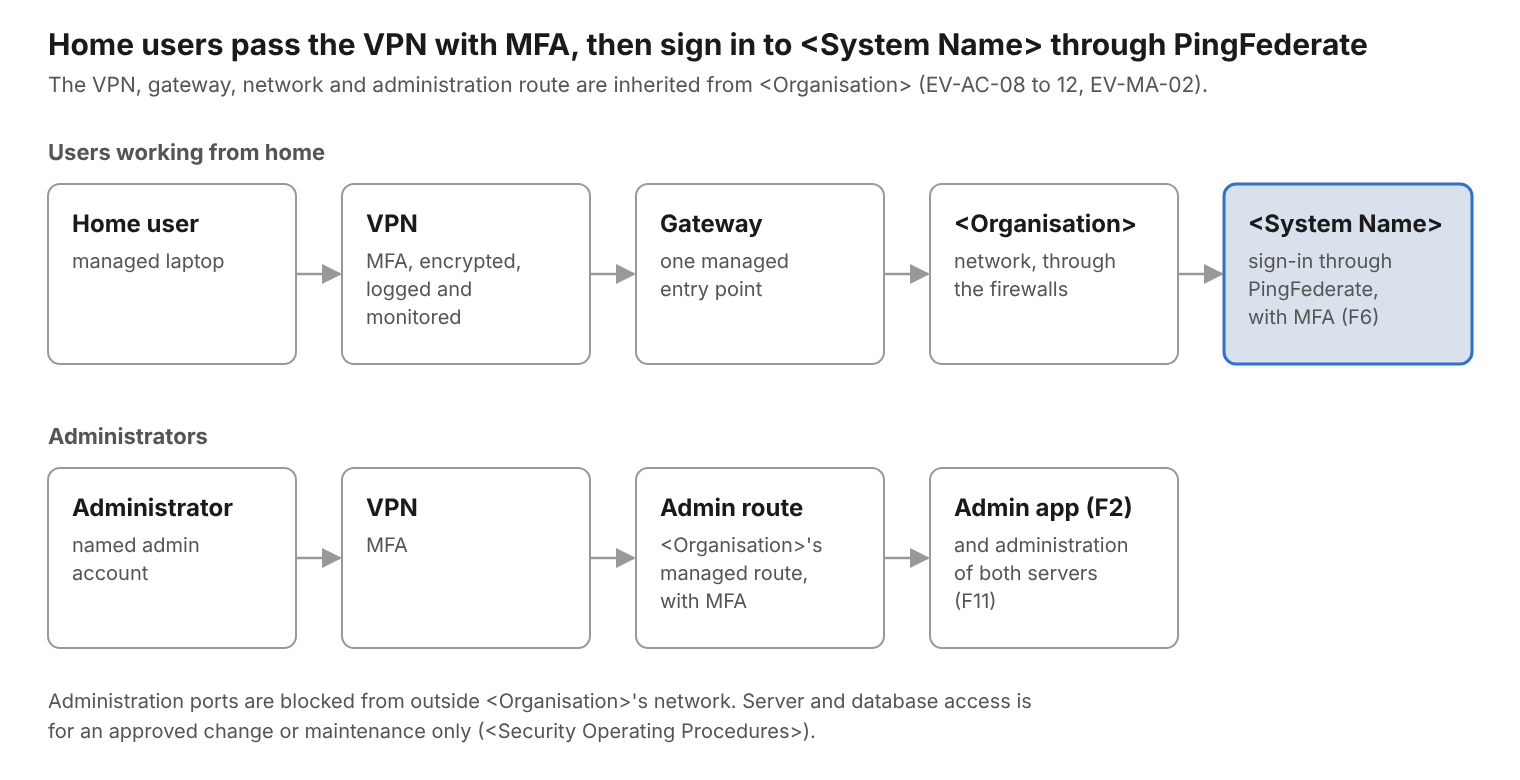 Home users pass the VPN with MFA, then sign in to <System Name> through PingFederate
The VPN, gateway, network and administration route are inherited from <Organisation> (EV-AC-08 to 12, EV-MA-02).
Users working from home
Home user
managed laptop
VPN
MFA, encrypted,
logged and
monitored
Gateway
one managed
entry point
<Organisation>
network, through
the firewalls
<System Name>
sign-in through
PingFederate,
with MFA (F6)
Administrators
Administrator
named admin
account
VPN
MFA
Admin route
<Organisation>'s
managed route,
with MFA
Admin app (F2)
and administration
of both servers
(F11)
Administration ports are blocked from outside <Organisation>'s network. Server and database access is
for an approved change or maintenance only (<Security Operating Procedures>).